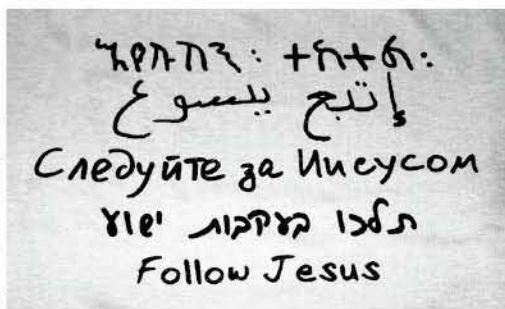 ኢየሱስን፡ ተከተሉ፡
إتبع يسوع
Следуйте за Иисусом
תלכו בעקבות ישוע
Follow Jesus